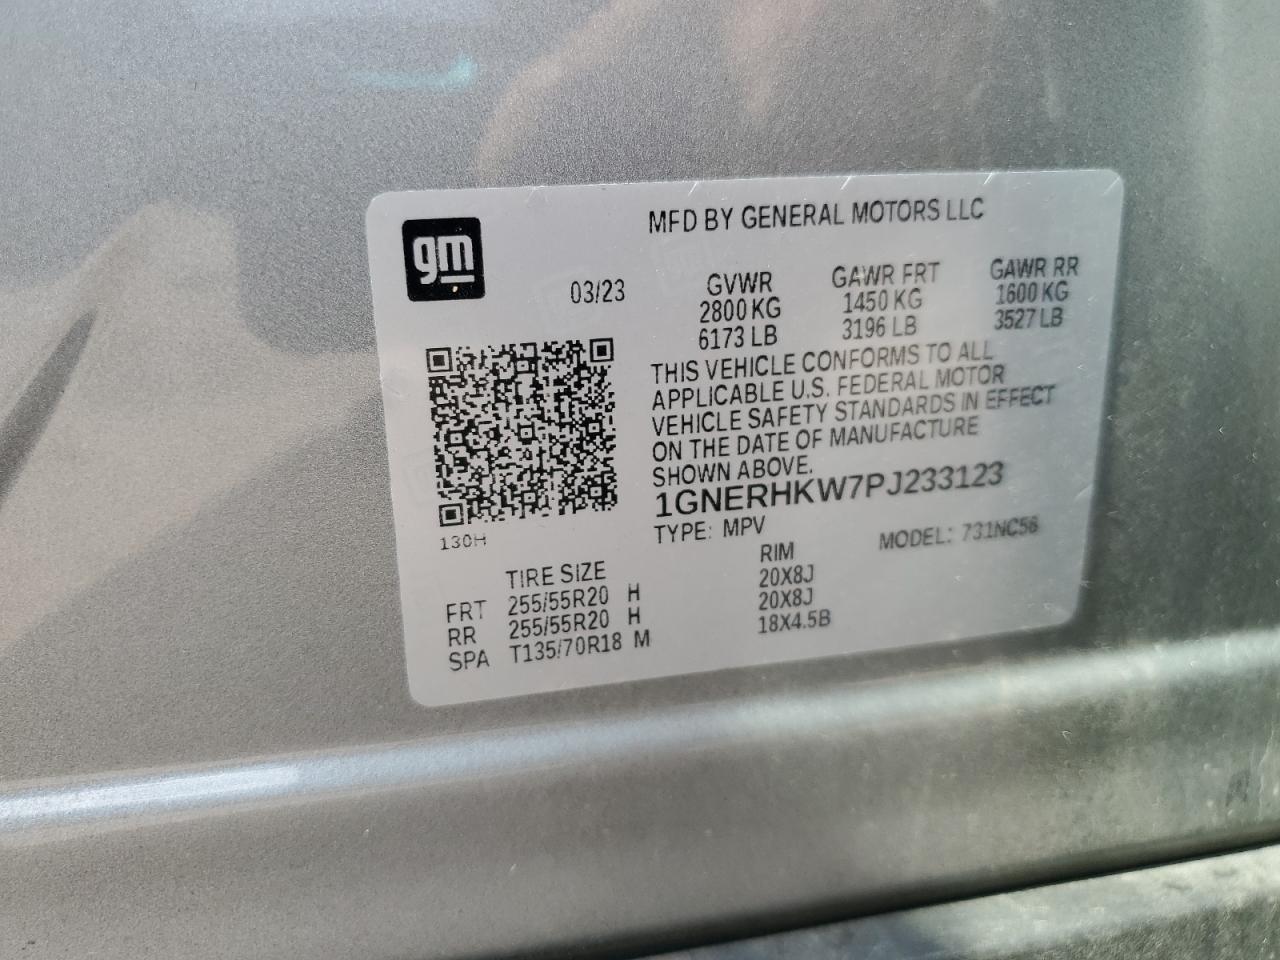 gm
MFD BY GENERAL MOTORS LLC
03/23
GVWR GAWR FRT GAWR RR
2800 KG 1450 KG 1600 KG
6173 LB 3196 LB 3527 LB
THIS VEHICLE CONFORMS TO ALL
APPLICABLE U.S. FEDERAL MOTOR
VEHICLE SAFETY STANDARDS IN EFFECT
ON THE DATE OF MANUFACTURE
SHOWN ABOVE.
1GNERHKW7PJ233123
TYPE: MPV MODEL: 731NC56
130H
TIRE SIZE RIM
FRT 255/55R20 H 20X8J
RR 255/55R20 H 20X8J
SPA T135/70R18 M 18X4.5B